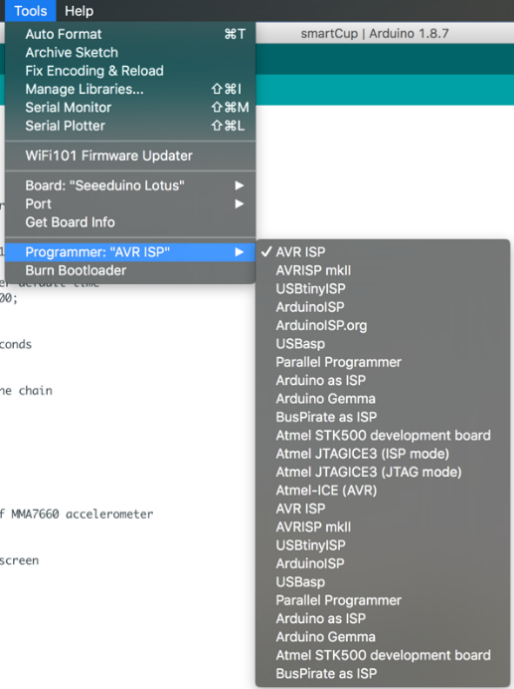 Tools Help
smartCup | Arduino 1.8.7
Auto Format ⌘T
Archive Sketch
Fix Encoding & Reload
Manage Libraries... ⇧⌘I
Serial Monitor ⇧⌘M
Serial Plotter ⇧⌘L
WiFi101 Firmware Updater
Board: "Seeeduino Lotus" ▶
Port ▶
Get Board Info
Programmer: "AVR ISP" ▶
Burn Bootloader
00;
conds
ne chain
f MMA7660 accelerometer
screen
✓ AVR ISP
AVRISP mkII
USBtinyISP
ArduinoISP
ArduinoISP.org
USBasp
Parallel Programmer
Arduino as ISP
Arduino Gemma
BusPirate as ISP
Atmel STK500 development board
Atmel JTAGICE3 (ISP mode)
Atmel JTAGICE3 (JTAG mode)
Atmel-ICE (AVR)
AVR ISP
AVRISP mkII
USBtinyISP
ArduinoISP
USBasp
Parallel Programmer
Arduino as ISP
Arduino Gemma
Atmel STK500 development board
BusPirate as ISP